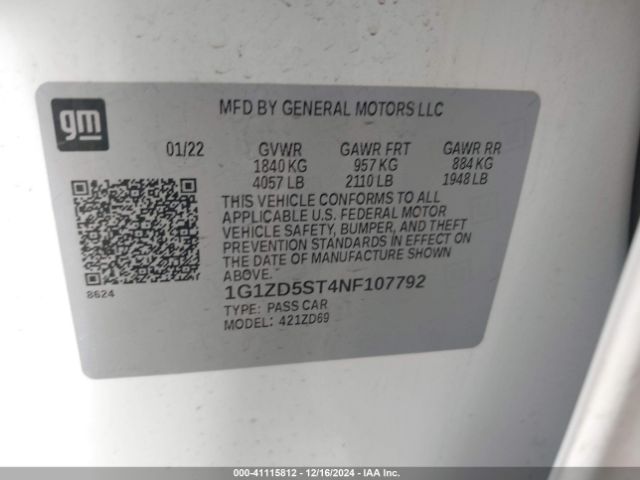 gm
MFD BY GENERAL MOTORS LLC
01/22 GVWR GAWR FRT GAWR RR
1840 KG 957 KG 884 KG
4057 LB 2110 LB 1948 LB
THIS VEHICLE CONFORMS TO ALL
APPLICABLE U.S. FEDERAL MOTOR
VEHICLE SAFETY, BUMPER, AND THEFT
PREVENTION STANDARDS IN EFFECT ON
THE DATE OF MANUFACTURE SHOWN
ABOVE.
8624
1G1ZD5ST4NF107792
TYPE: PASS CAR
MODEL: 421ZD69
000-41115812 - 12/16/2024 - IAA Inc.